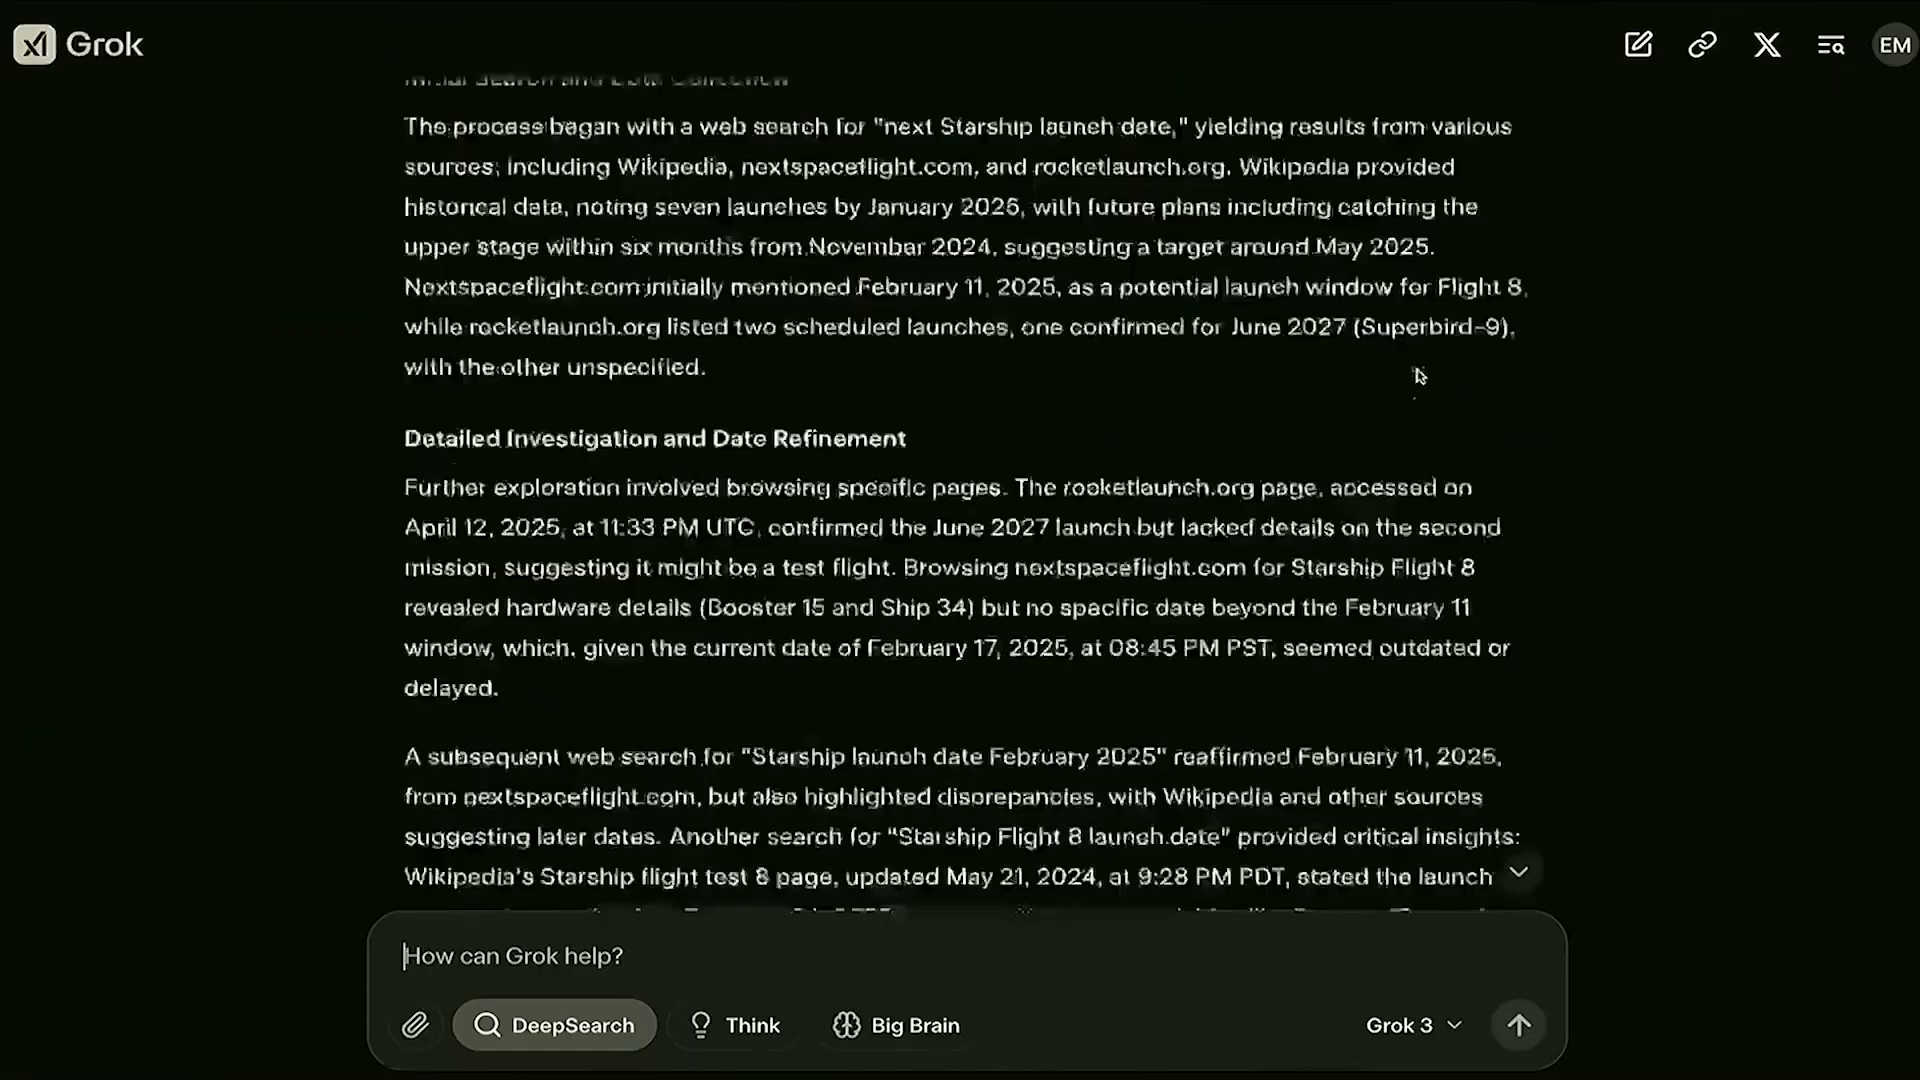 Grok
EM
The process began with a web search for "next Starship launch date," yielding results from various
sources, including Wikipedia, nextspaceflight.com, and rocketlaunch.org. Wikipedia provided
historical data, noting seven launches by January 2025, with future plans including catching the
upper stage within six months from November 2024, suggesting a target around May 2025.
Nextspaceflight.com initially mentioned February 11, 2025, as a potential launch window for Flight 8,
while rocketlaunch.org listed two scheduled launches, one confirmed for June 2027 (Superbird-9),
with the other unspecified.
Detailed Investigation and Date Refinement
Further exploration involved browsing specific pages. The rocketlaunch.org page, accessed on
April 12, 2025, at 11:33 PM UTC, confirmed the June 2027 launch but lacked details on the second
mission, suggesting it might be a test flight. Browsing nextspaceflight.com for Starship Flight 8
revealed hardware details (Booster 15 and Ship 34) but no specific date beyond the February 11
window, which, given the current date of February 17, 2025, at 08:45 PM PST, seemed outdated or
delayed.
A subsequent web search for "Starship launch date February 2025" reaffirmed February 11, 2025,
from nextspaceflight.com, but also highlighted discrepancies, with Wikipedia and other sources
suggesting later dates. Another search for "Starship Flight 8 launch date" provided critical insights:
Wikipedia's Starship flight test 8 page, updated May 21, 2024, at 9:28 PM PDT, stated the launch
How can Grok help?
DeepSearch
Think
Big Brain
Grok 3